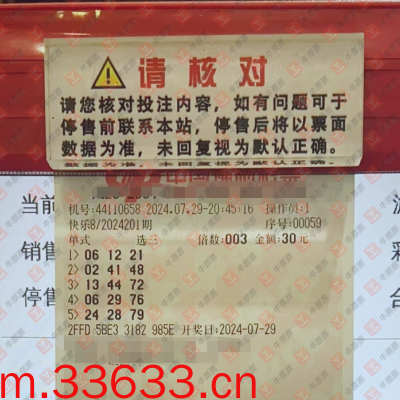 请核对
请您核对投注内容，如有问题可于
停售前联系本站，停售后将以票面
数据为准，未回复视为默认正确。
机号:44110658 2024.07.29-20:45:16 操作码:1
当前
快乐8/2024201期 序号:00059
单式 选三 倍数:003 金额:30元
销售
1> 06 12 21
2> 02 41 48
3> 13 44 72
停售
4> 06 29 76
5> 24 28 79
2FFD 5BE3 3182 985E 开奖日:2024-07-29
m.33633.cn